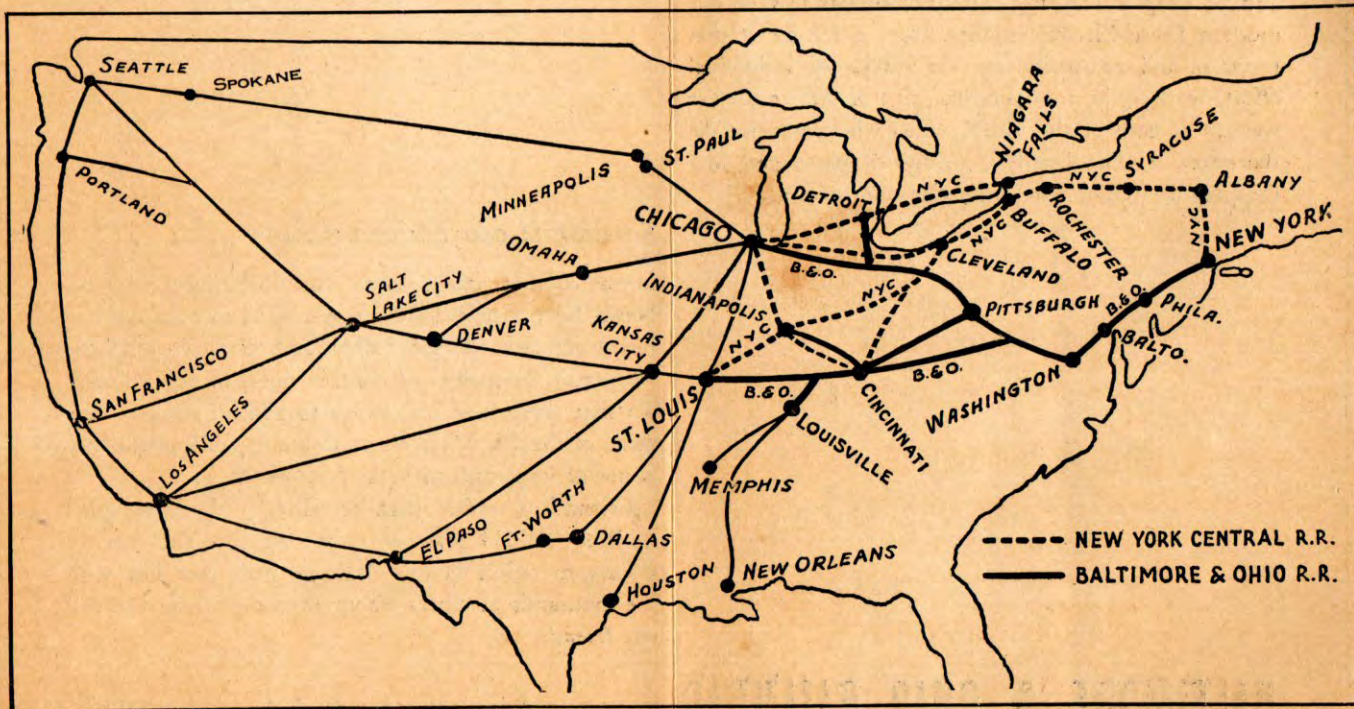 SEATTLE
SPOKANE
PORTLAND
MINNEAPOLIS
ST. PAUL
CHICAGO
OMAHA
SALT
LAKE CITY
DENVER
KANSAS
CITY
SAN FRANCISCO
LOS ANGELES
EL PASO
FT. WORTH
DALLAS
HOUSTON
NEW ORLEANS
MEMPHIS
LOUISVILLE
ST. LOUIS
INDIANAPOLIS
CINCINNATI
DETROIT
CLEVELAND
NIAGARA
FALLS
BUFFALO
ROCHESTER
SYRACUSE
ALBANY
NEW YORK
PHILA.
BALTO.
WASHINGTON
PITTSBURGH
NYC
NYC
NYC
NYC
NYC
NYC
B.&O.
B.&O.
B.&O.
B.&O.
NEW YORK CENTRAL R.R.
BALTIMORE & OHIO R.R.